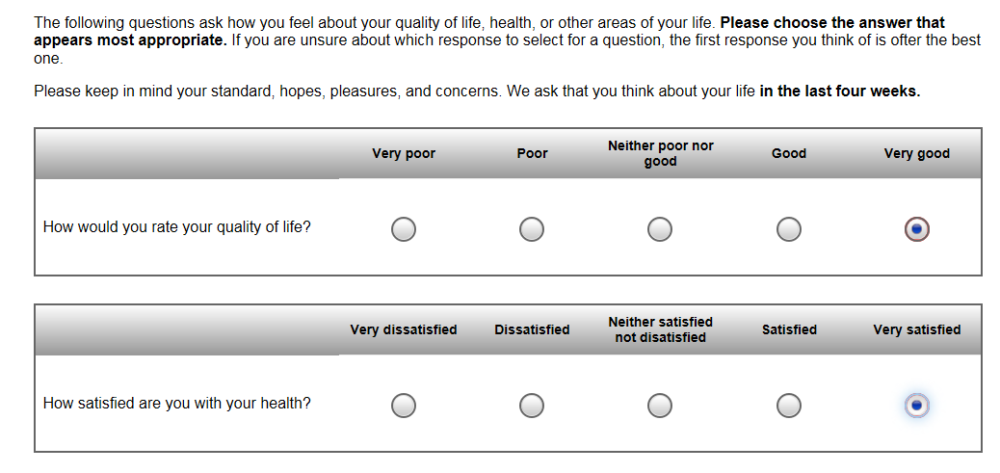 The following questions ask how you feel about your quality of life, health, or other areas of your life. Please choose the answer that
appears most appropriate. If you are unsure about which response to select for a question, the first response you think of is ofter the best
one.
Please keep in mind your standard, hopes, pleasures, and concerns. We ask that you think about your life in the last four weeks.
Very poor Poor Neither poor nor good Good Very good
How would you rate your quality of life?
Very dissatisfied Dissatisfied Neither satisfied not disatisfied Satisfied Very satisfied
How satisfied are you with your health?